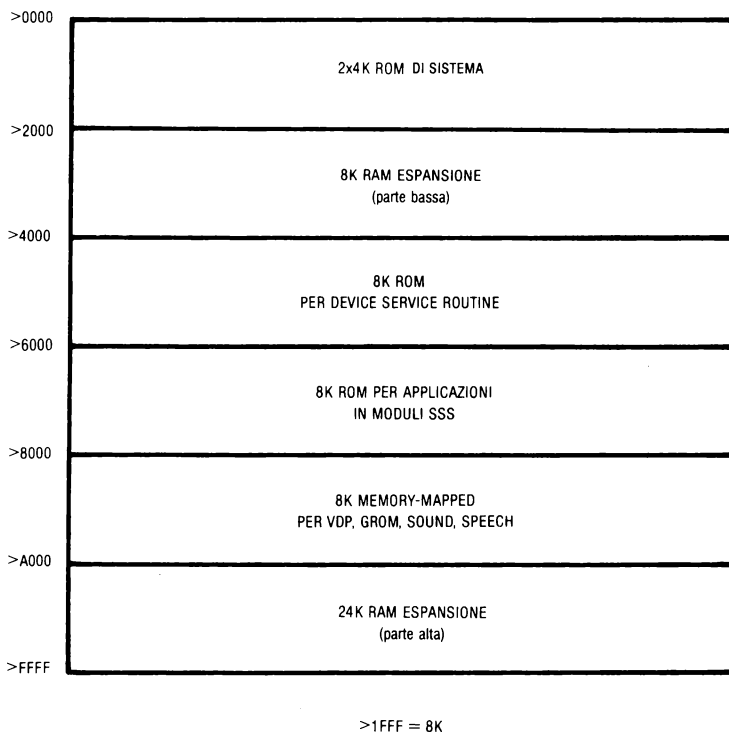 >0000
2x4K ROM DI SISTEMA
>2000
8K RAM ESPANSIONE
(parte bassa)
>4000
8K ROM
PER DEVICE SERVICE ROUTINE
>6000
8K ROM PER APPLICAZIONI
IN MODULI SSS
>8000
8K MEMORY-MAPPED
PER VDP, GROM, SOUND, SPEECH
>A000
24K RAM ESPANSIONE
(parte alta)
>FFFF
>1FFF = 8K